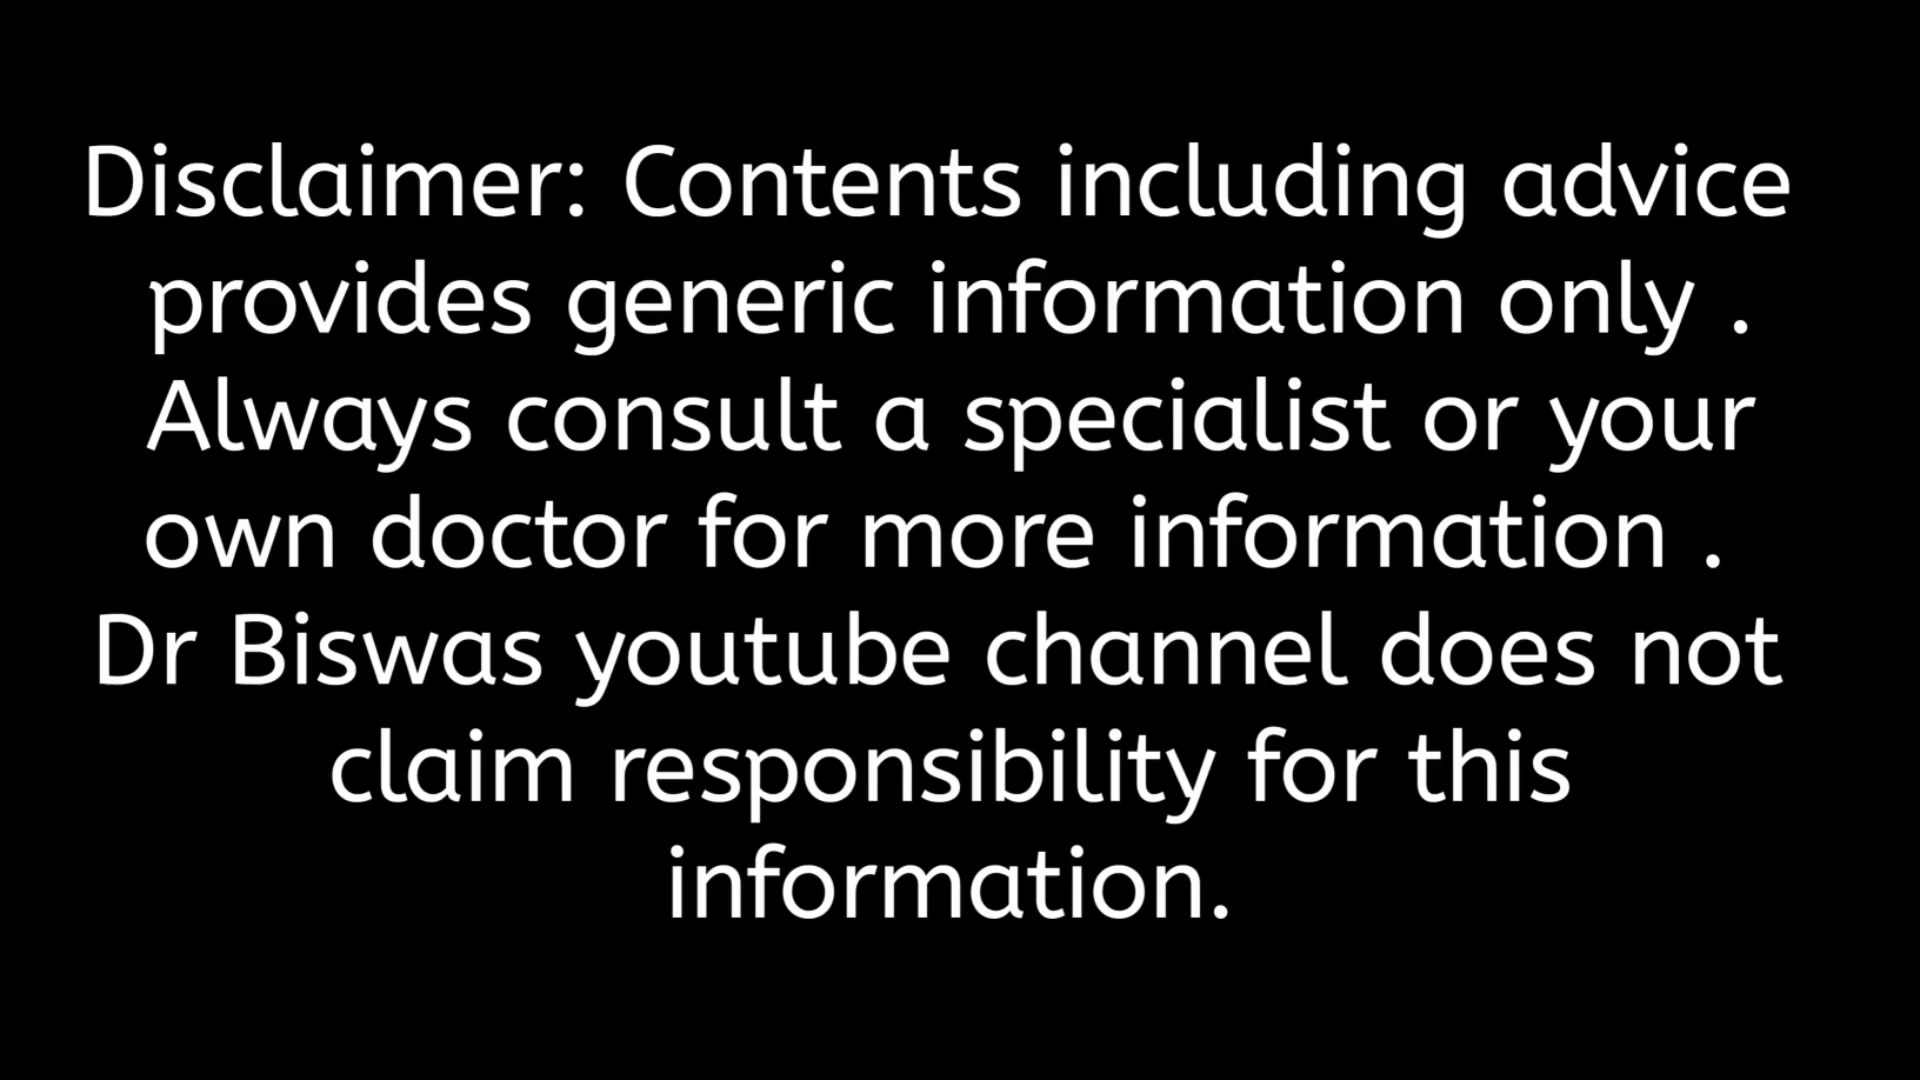 Disclaimer: Contents including advice
provides generic information only .
Always consult a specialist or your
own doctor for more information .
Dr Biswas youtube channel does not
claim responsibility for this
information.